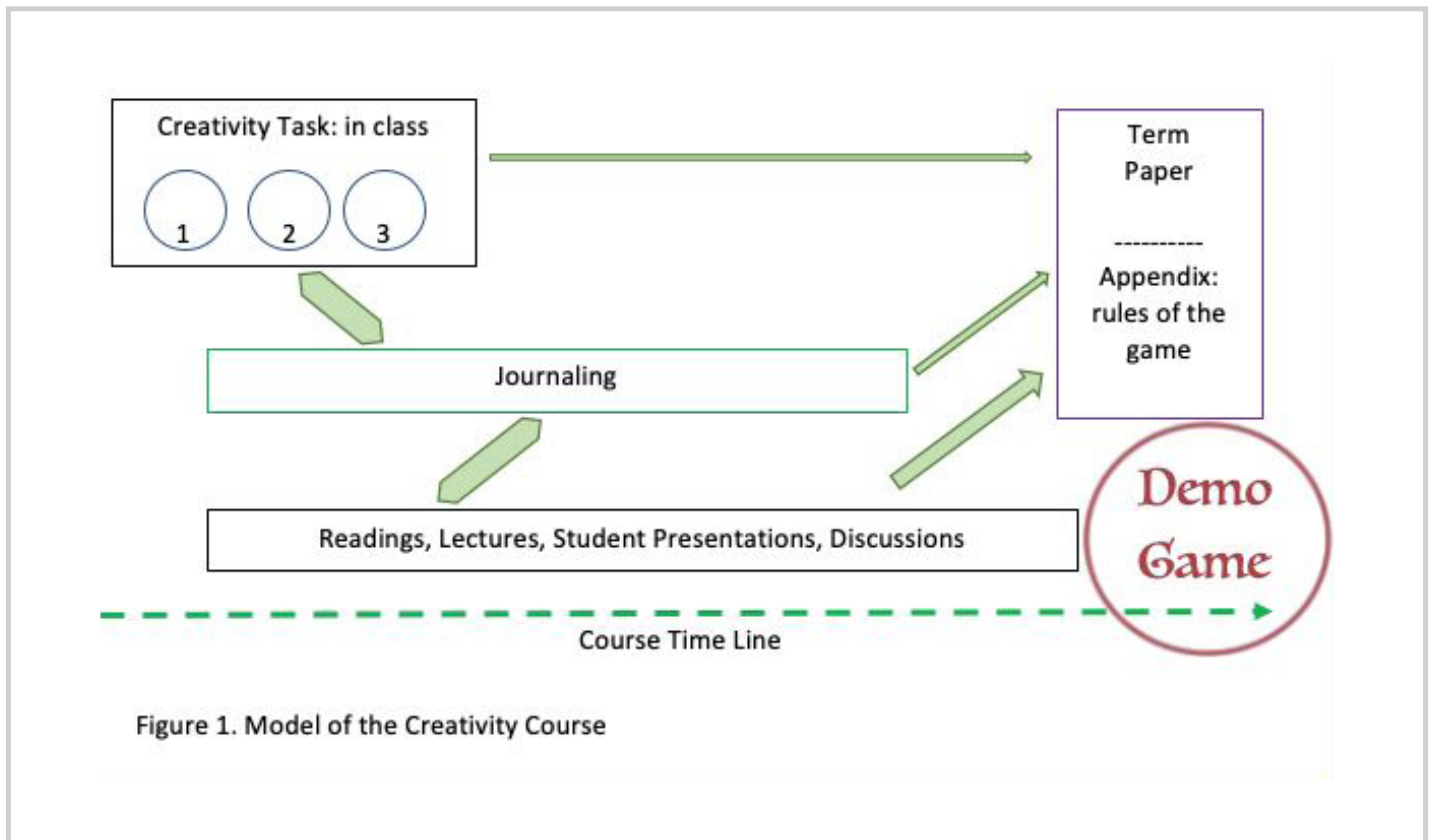 Creativity Task: in class
1 2 3
Term
Paper
----------
Appendix:
rules of the
game
Journaling
Readings, Lectures, Student Presentations, Discussions
Demo
Game
Course Time Line
Figure 1. Model of the Creativity Course